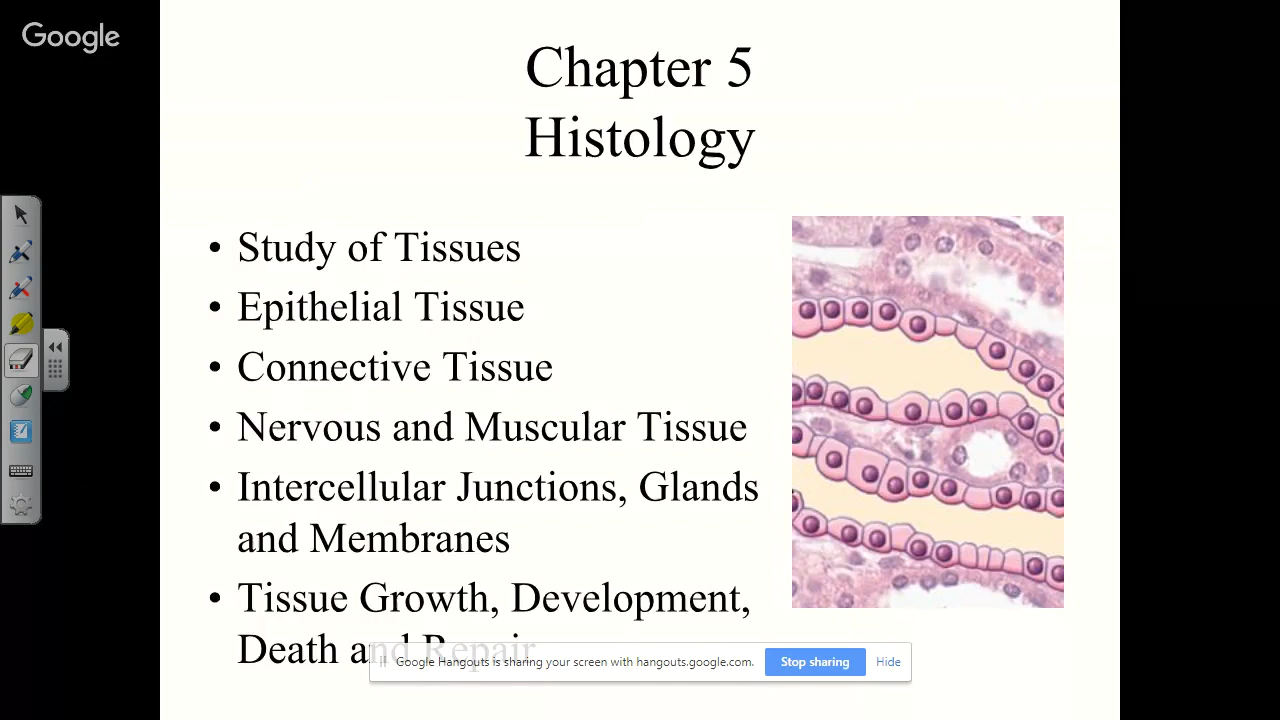 Google
Chapter 5
Histology
• Study of Tissues
• Epithelial Tissue
• Connective Tissue
• Nervous and Muscular Tissue
• Intercellular Junctions, Glands
and Membranes
• Tissue Growth, Development,
Death and Repair
Google Hangouts is sharing your screen with hangouts.google.com.
Stop sharing
Hide